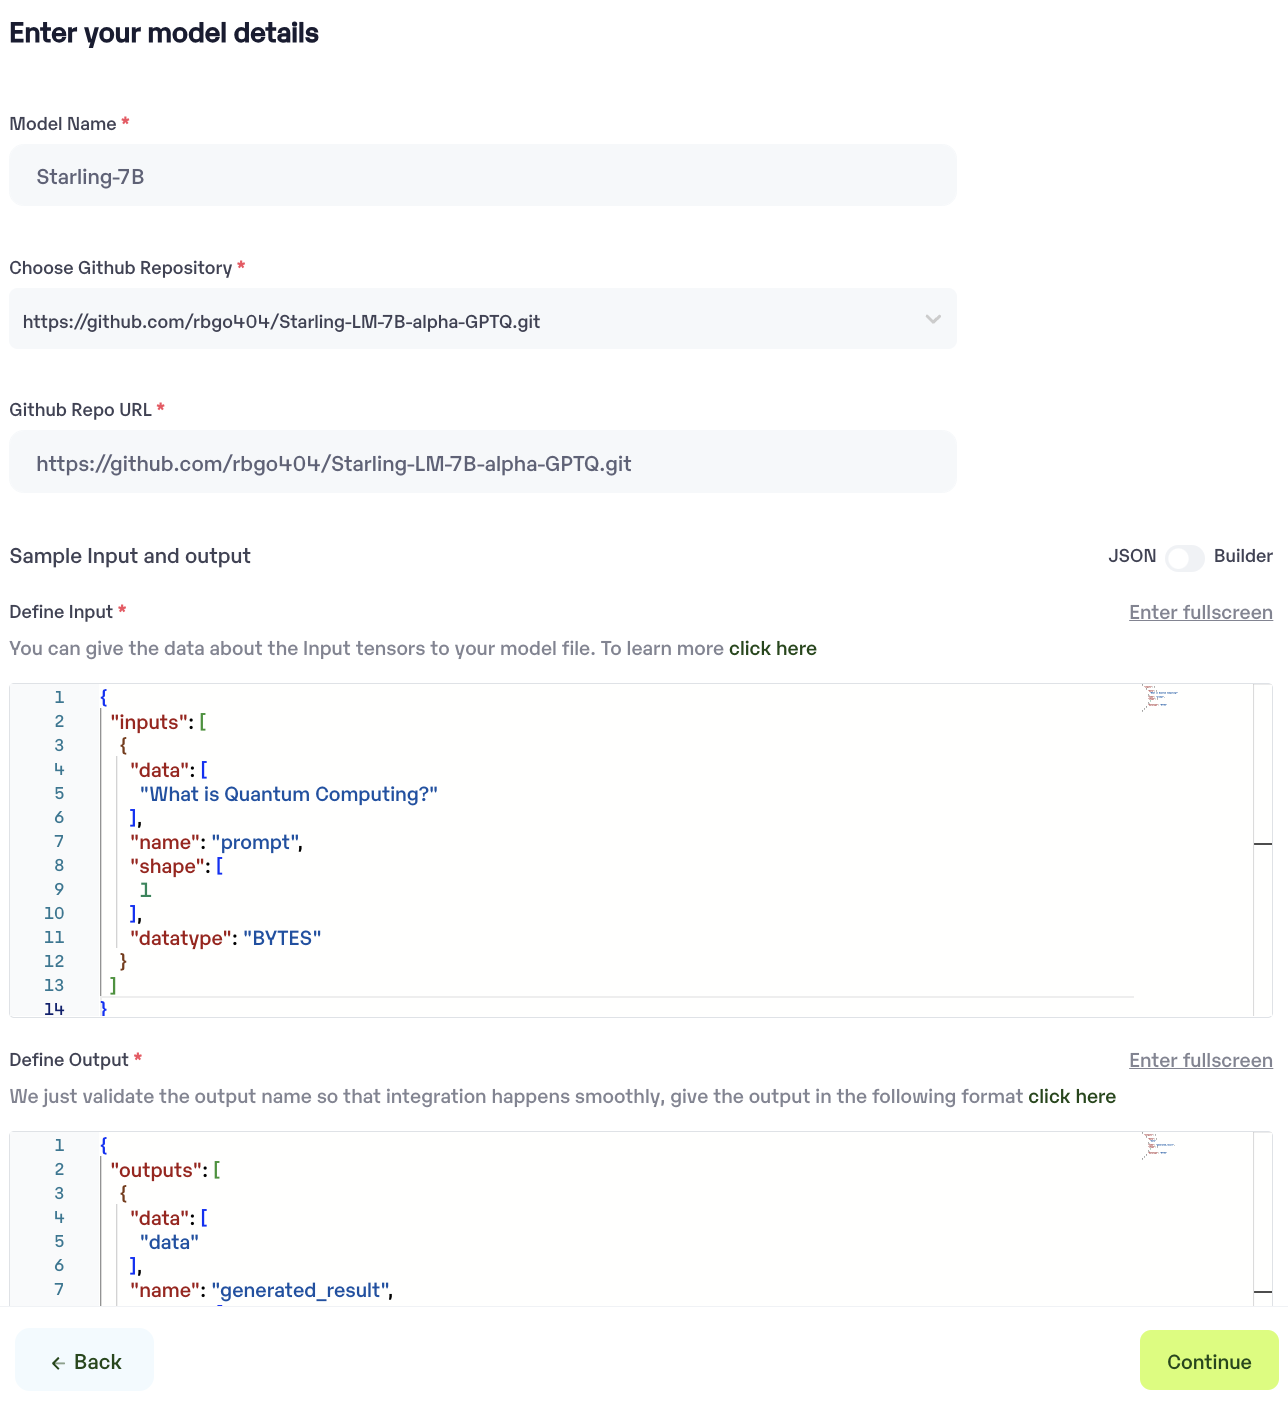 Enter your model details
Model Name *
Starling-7B
Choose Github Repository *
https://github.com/rbgo404/Starling-LM-7B-alpha-GPTQ.git
Github Repo URL *
https://github.com/rbgo404/Starling-LM-7B-alpha-GPTQ.git
Sample Input and output
JSON Builder
Define Input *
Enter fullscreen
You can give the data about the Input tensors to your model file. To learn more click here
1 {
2 "inputs": [
3 {
4 "data": [
5 "What is Quantum Computing?"
6 ],
7 "name": "prompt",
8 "shape": [
9 1
10 ],
11 "datatype": "BYTES"
12 }
13 ]
14 }
Define Output *
Enter fullscreen
We just validate the output name so that integration happens smoothly, give the output in the following format click here
1 {
2 "outputs": [
3 {
4 "data": [
5 "data"
6 ],
7 "name": "generated_result",
← Back
Continue